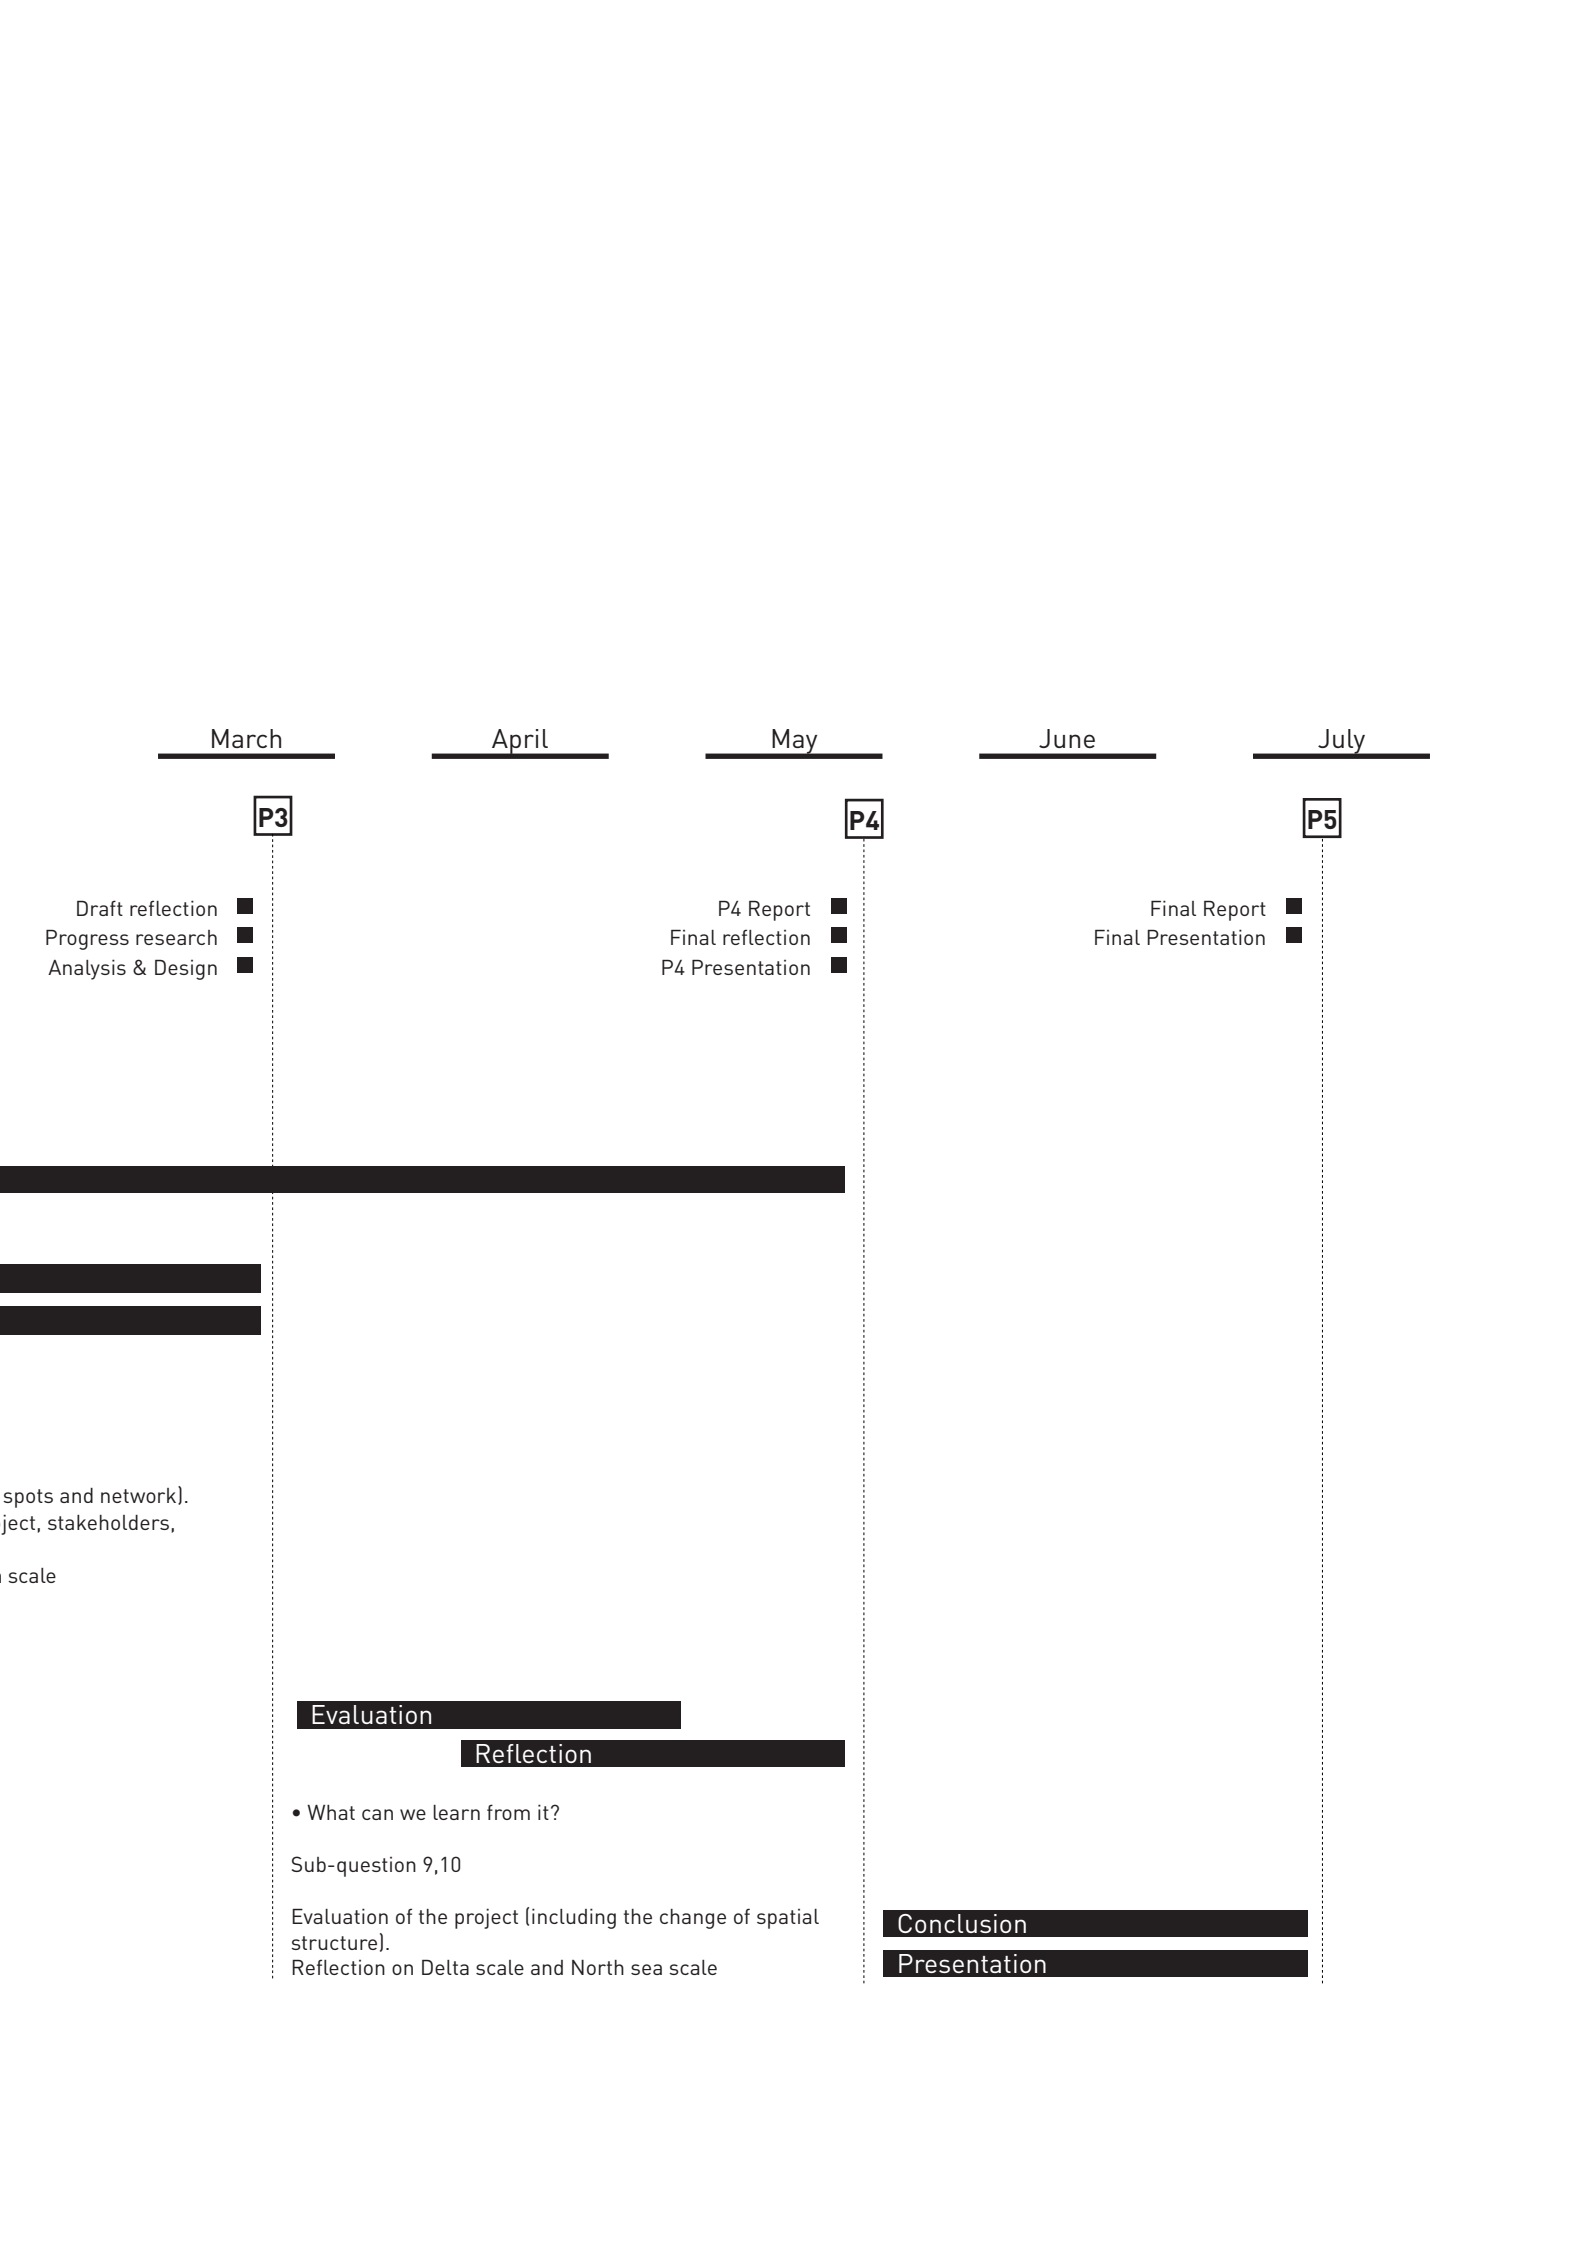 March
April
May
June
July
P3
P4
P5
Draft reflection
Progress research
Analysis & Design
P4 Report
Final reflection
P4 Presentation
Final Report
Final Presentation
spots and network).
ject, stakeholders,
scale
Evaluation
Reflection
• What can we learn from it?
Sub-question 9,10
Evaluation of the project (including the change of spatial
structure).
Reflection on Delta scale and North sea scale
Conclusion
Presentation